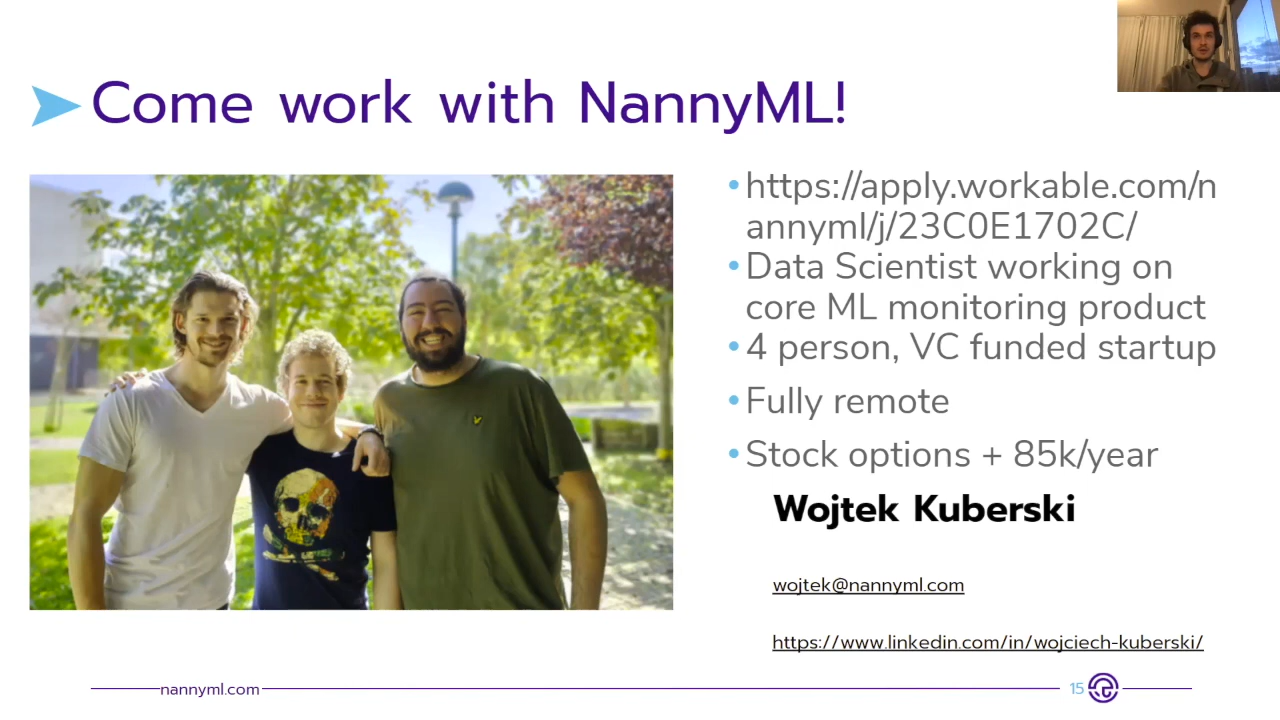 Come work with NannyML!
•https://apply.workable.com/n
annyml/j/23C0E1702C/
•Data Scientist working on
core ML monitoring product
•4 person, VC funded startup
•Fully remote
•Stock options + 85k/year
Wojtek Kuberski
wojtek@nannyml.com
https://www.linkedin.com/in/wojciech-kuberski/
nannyml.com
15